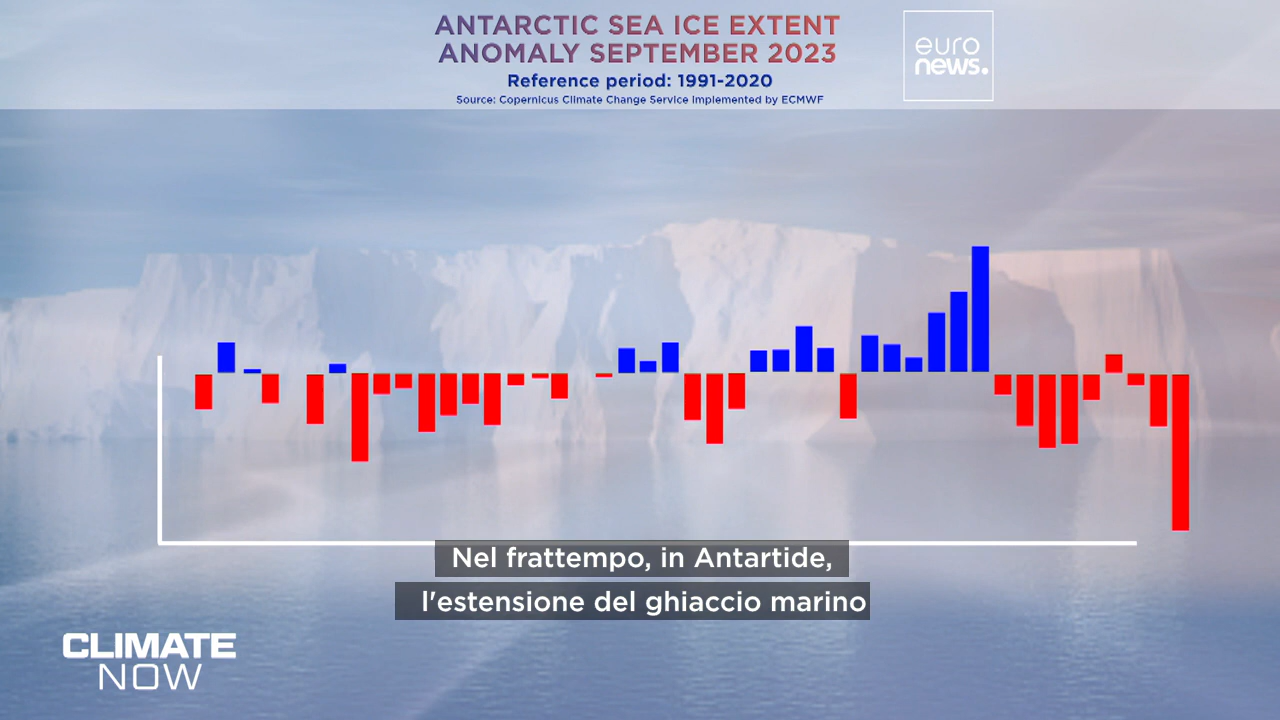 ANTARCTIC SEA ICE EXTENT
ANOMALY SEPTEMBER 2023
Reference period: 1991-2020
Source: Copernicus Climate Change Service Implemented by ECMWF
euro
news.
Nel frattempo, in Antartide,
l'estensione del ghiaccio marino
CLIMATE
NOW